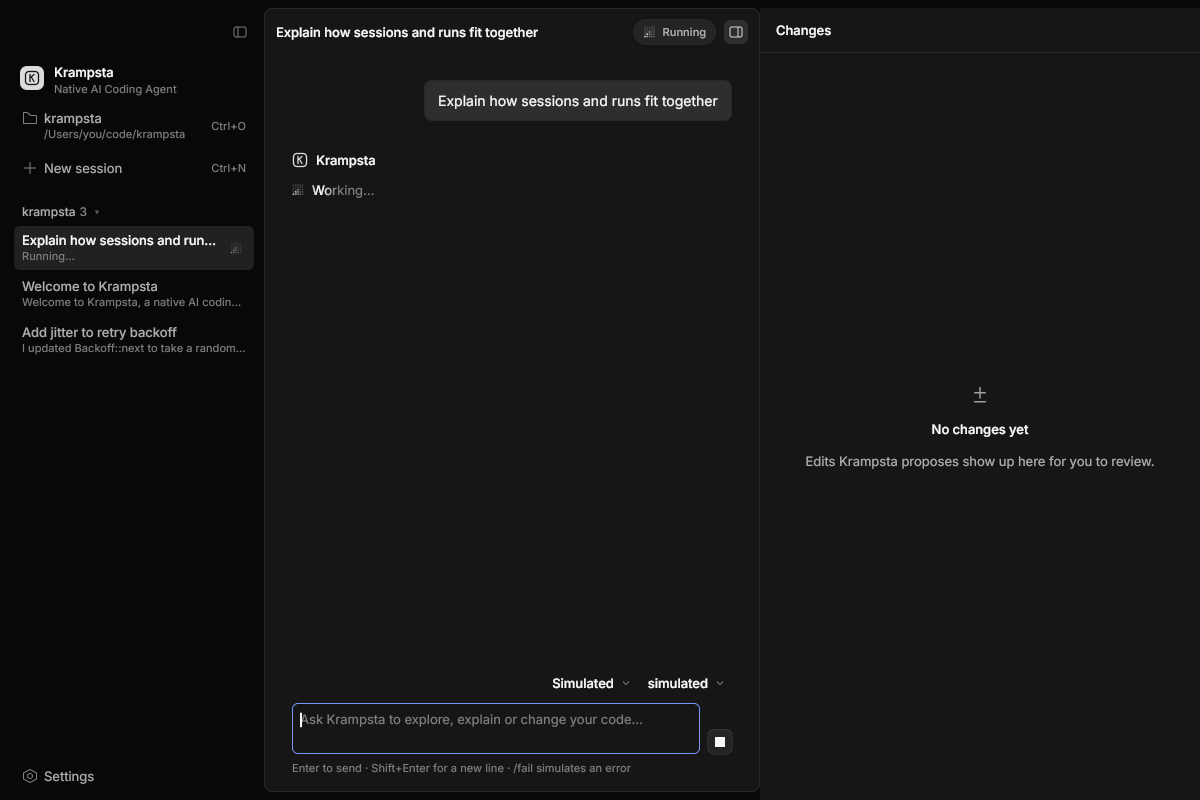 Krampsta
Native AI Coding Agent
krampsta
/Users/you/code/krampsta
Ctrl+O
New session
Ctrl+N
krampsta 3
Explain how sessions and run...
Running...
Welcome to Krampsta
Welcome to Krampsta, a native AI codin...
Add jitter to retry backoff
I updated Backoff::next to take a random...
Settings
Explain how sessions and runs fit together
Running
Explain how sessions and runs fit together
K
Krampsta
Working...
Simulated
simulated
Ask Krampsta to explore, explain or change your code...
Enter to send · Shift+Enter for a new line · /fail simulates an error
Changes
No changes yet
Edits Krampsta proposes show up here for you to review.